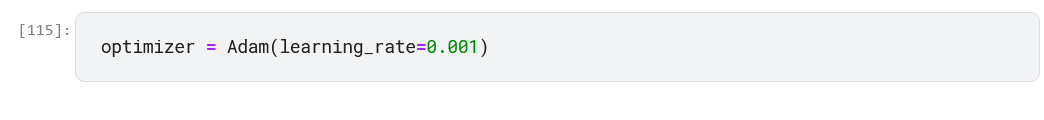 [115]:
optimizer = Adam(learning_rate=0.001)